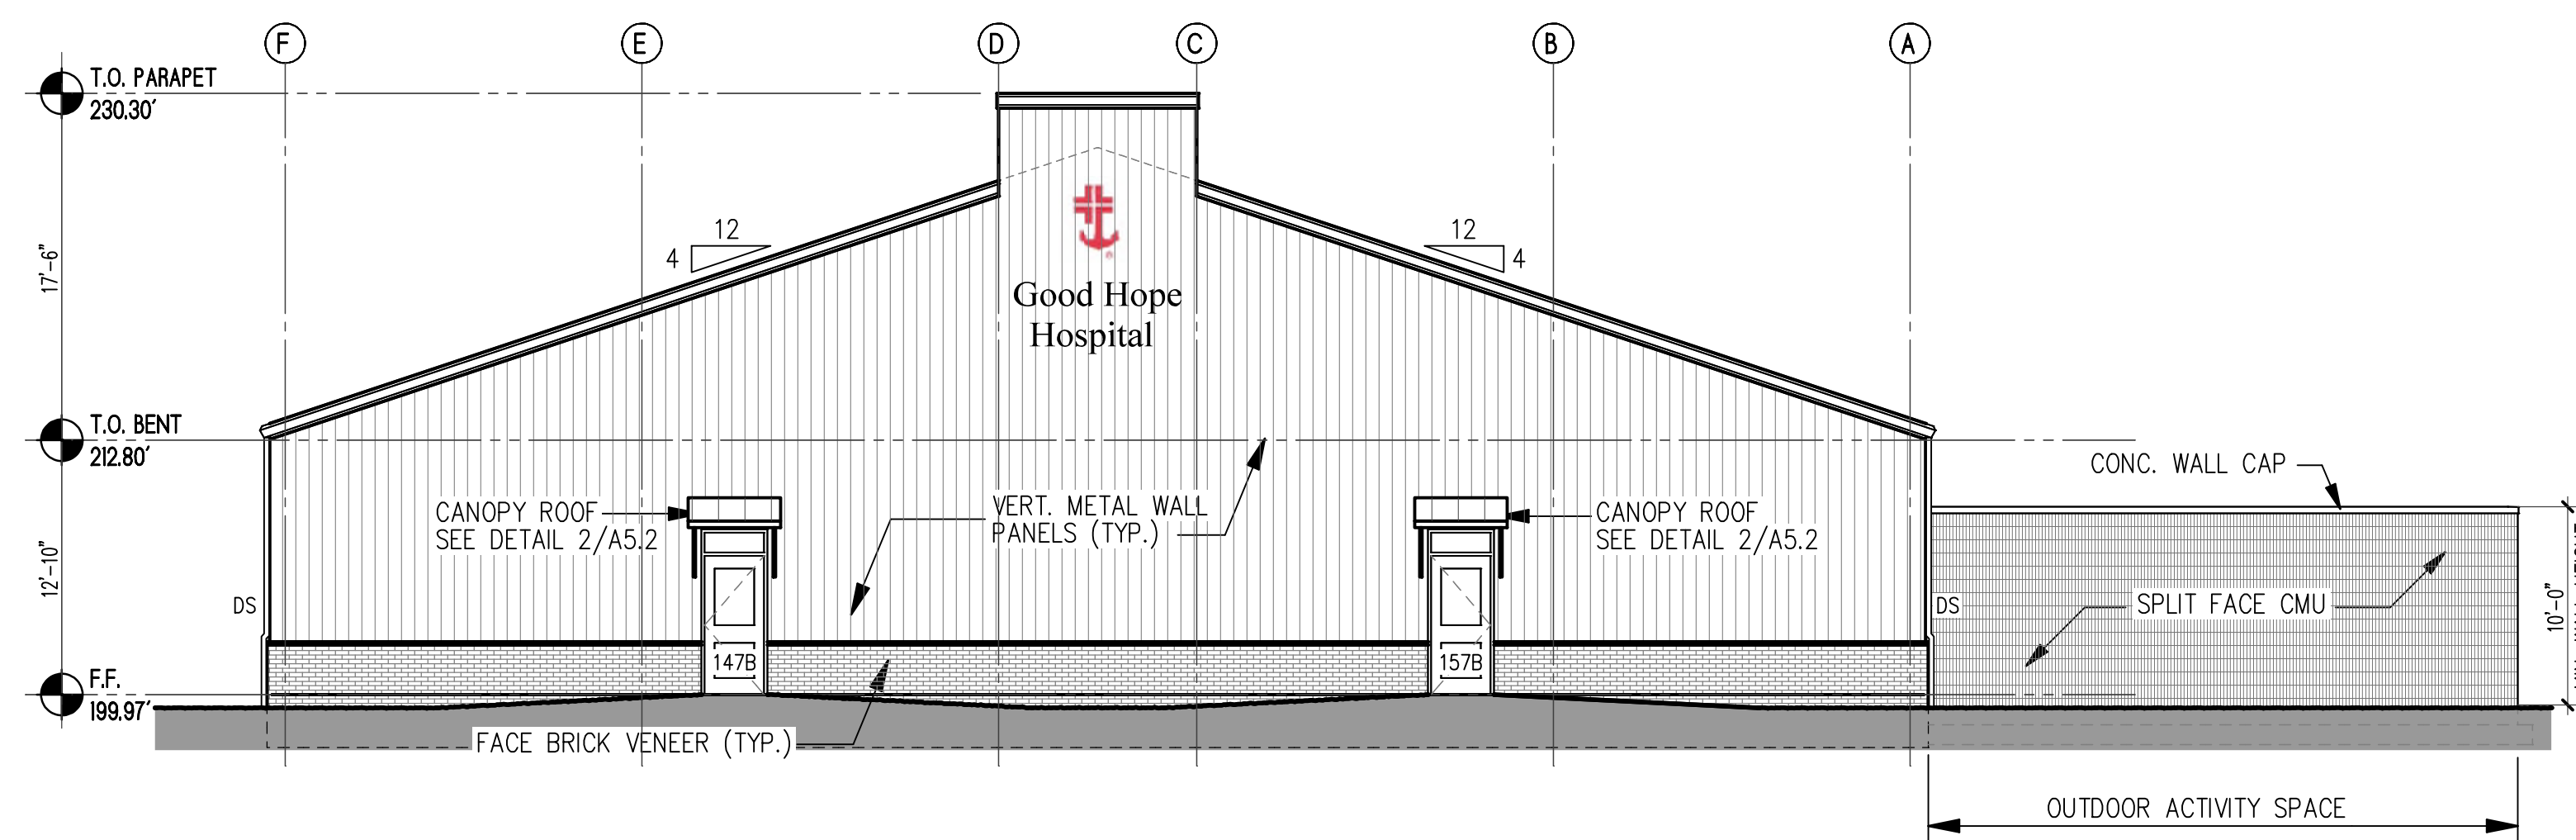 F
E
D
C
B
A
T.O. PARAPET
230.30'
17'-6"
12
4
12
4
Good Hope
Hospital
T.O. BENT
212.80'
CONC. WALL CAP
CANOPY ROOF
SEE DETAIL 2/A5.2
VERT. METAL WALL
PANELS (TYP.)
CANOPY ROOF
SEE DETAIL 2/A5.2
12'-10"
DS
DS
SPLIT FACE CMU
10'-0"
147B
157B
F.F.
199.97'
FACE BRICK VENEER (TYP.)
OUTDOOR ACTIVITY SPACE